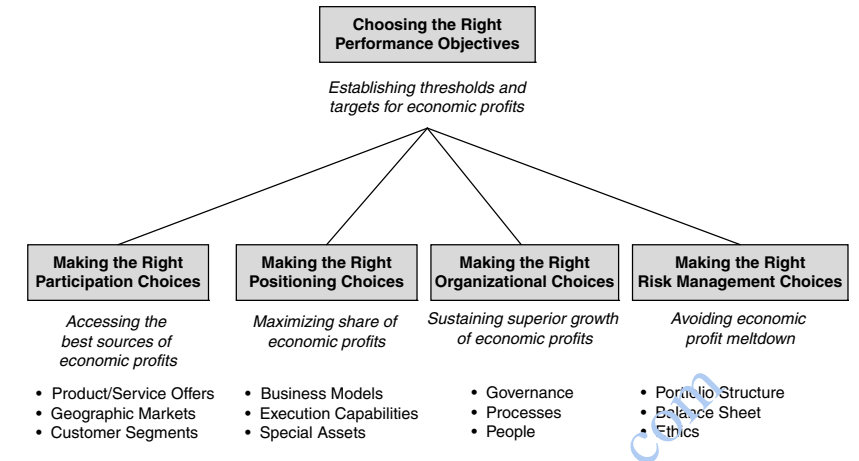 Choosing the Right
Performance Objectives
Establishing thresholds and
targets for economic profits
Making the Right
Participation Choices
Accessing the
best sources of
economic profits
• Product/Service Offers
• Geographic Markets
• Customer Segments
Making the Right
Positioning Choices
Maximizing share of
economic profits
• Business Models
• Execution Capabilities
• Special Assets
Making the Right
Organizational Choices
Sustaining superior growth
of economic profits
• Governance
• Processes
• People
Making the Right
Risk Management Choices
Avoiding economic
profit meltdown
• Portfolio Structure
• Balance Sheet
• Ethics
com